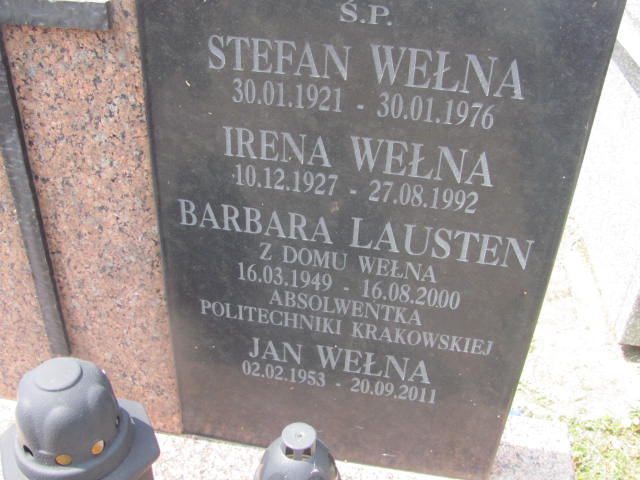 Ś.P.
STEFAN WEŁNA
30.01.1921 - 30.01.1976
IRENA WEŁNA
10.12.1927 - 27.08.1992
BARBARA LAUSTEN
Z DOMU WEŁNA
16.03.1949 - 16.08.2000
ABSOLWENTKA
POLITECHNIKI KRAKOWSKIEJ
JAN WEŁNA
02.02.1953 - 20.09.2011